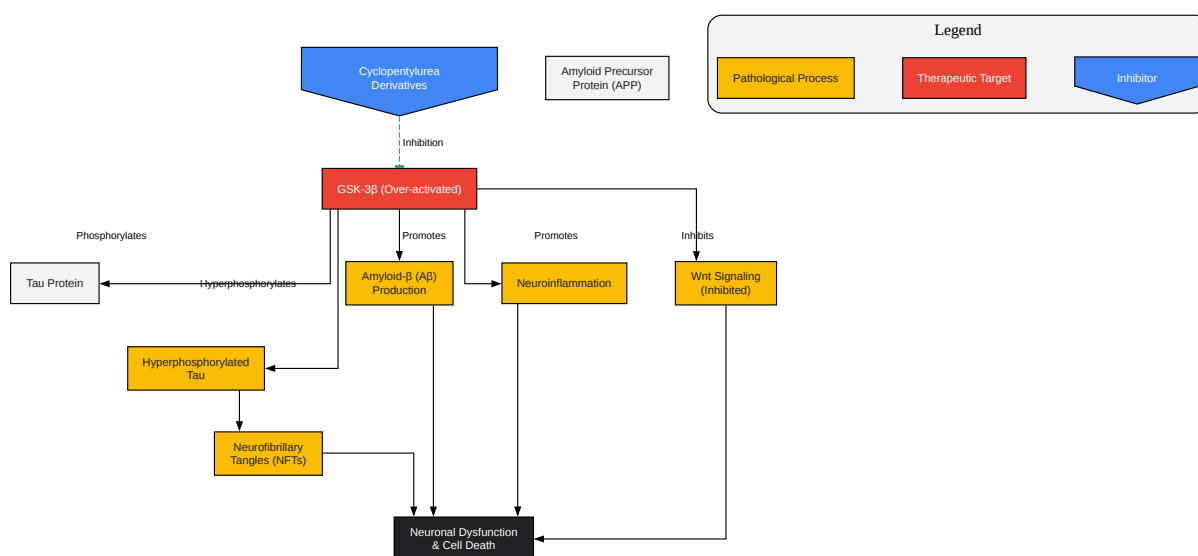 Legend
Cyclopentylurea
Derivatives
Amyloid Precursor
Protein (APP)
Pathological Process
Therapeutic Target
Inhibitor
Inhibition
GSK-3β (Over-activated)
Phosphorylates
Promotes
Promotes
Inhibits
Tau Protein
Hyperphosphorylates
Amyloid-β (Aβ)
Production
Neuroinflammation
Wnt Signaling
(Inhibited)
Hyperphosphorylated
Tau
Neurofibrillary
Tangles (NFTs)
Neuronal Dysfunction
& Cell Death